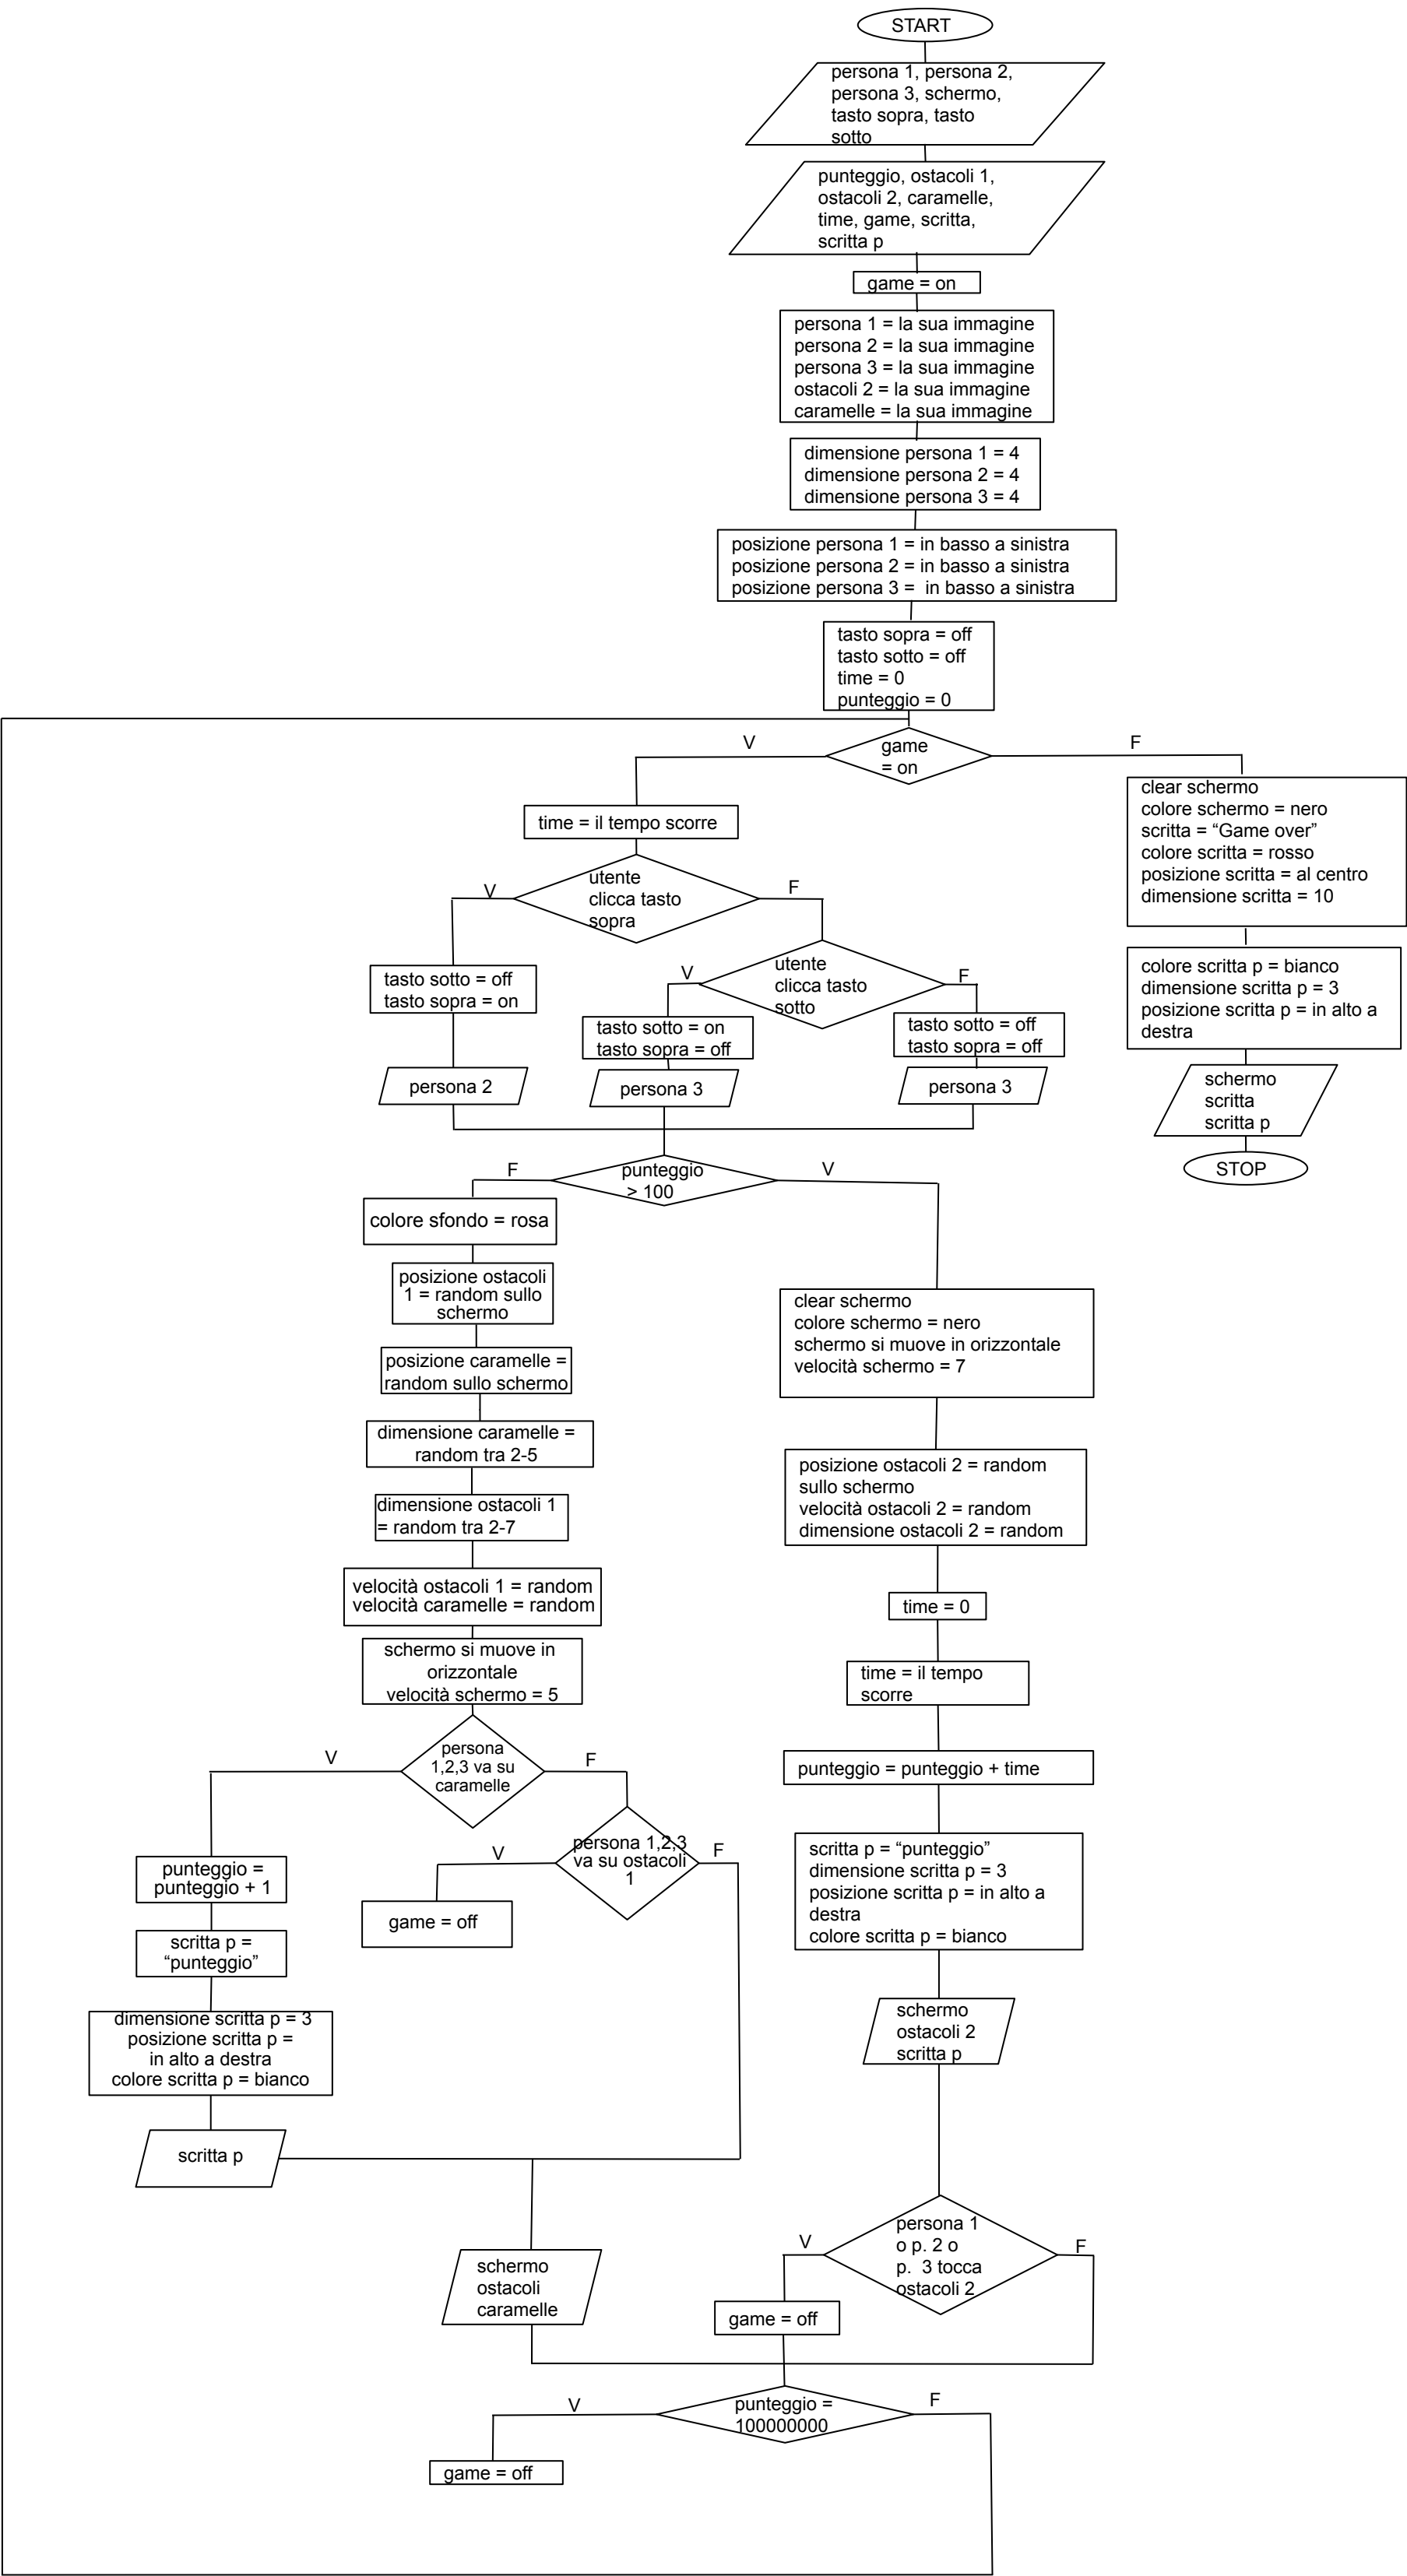 START
persona 1, persona 2,
persona 3, schermo,
tasto sopra, tasto
sotto
punteggio, ostacoli 1,
ostacoli 2, caramelle,
time, game, scritta,
scritta p
game = on
persona 1 = la sua immagine
persona 2 = la sua immagine
persona 3 = la sua immagine
ostacoli 2 = la sua immagine
caramelle = la sua immagine
dimensione persona 1 = 4
dimensione persona 2 = 4
dimensione persona 3 = 4
posizione persona 1 = in basso a sinistra
posizione persona 2 = in basso a sinistra
posizione persona 3 =  in basso a sinistra
tasto sopra = off
tasto sotto = off
time = 0
punteggio = 0
game
= on
V
F
time = il tempo scorre
utente
clicca tasto
sopra
V
F
tasto sotto = off
tasto sopra = on
persona 2
utente
clicca tasto
sotto
V
F
tasto sotto = on
tasto sopra = off
persona 3
tasto sotto = off
tasto sopra = off
persona 3
clear schermo
colore schermo = nero
scritta = “Game over”
colore scritta = rosso
posizione scritta = al centro
dimensione scritta = 10
colore scritta p = bianco
dimensione scritta p = 3
posizione scritta p = in alto a
destra
schermo
scritta
scritta p
STOP
punteggio
> 100
F
V
colore sfondo = rosa
posizione ostacoli
1 = random sullo
schermo
posizione caramelle =
random sullo schermo
dimensione caramelle =
random tra 2-5
dimensione ostacoli 1
= random tra 2-7
velocità ostacoli 1 = random
velocità caramelle = random
schermo si muove in
orizzontale
velocità schermo = 5
persona
1,2,3 va su
caramelle
V
F
punteggio =
punteggio + 1
scritta p =
“punteggio”
dimensione scritta p = 3
posizione scritta p =
in alto a destra
colore scritta p = bianco
scritta p
persona 1,2,3
va su ostacoli
1
V
F
game = off
schermo
ostacoli
caramelle
clear schermo
colore schermo = nero
schermo si muove in orizzontale
velocità schermo = 7
posizione ostacoli 2 = random
sullo schermo
velocità ostacoli 2 = random
dimensione ostacoli 2 = random
time = 0
time = il tempo
scorre
punteggio = punteggio + time
scritta p = “punteggio”
dimensione scritta p = 3
posizione scritta p = in alto a
destra
colore scritta p = bianco
schermo
ostacoli 2
scritta p
persona 1
o p. 2 o
p.  3 tocca
ostacoli 2
V
F
game = off
punteggio =
100000000
V
F
game = off